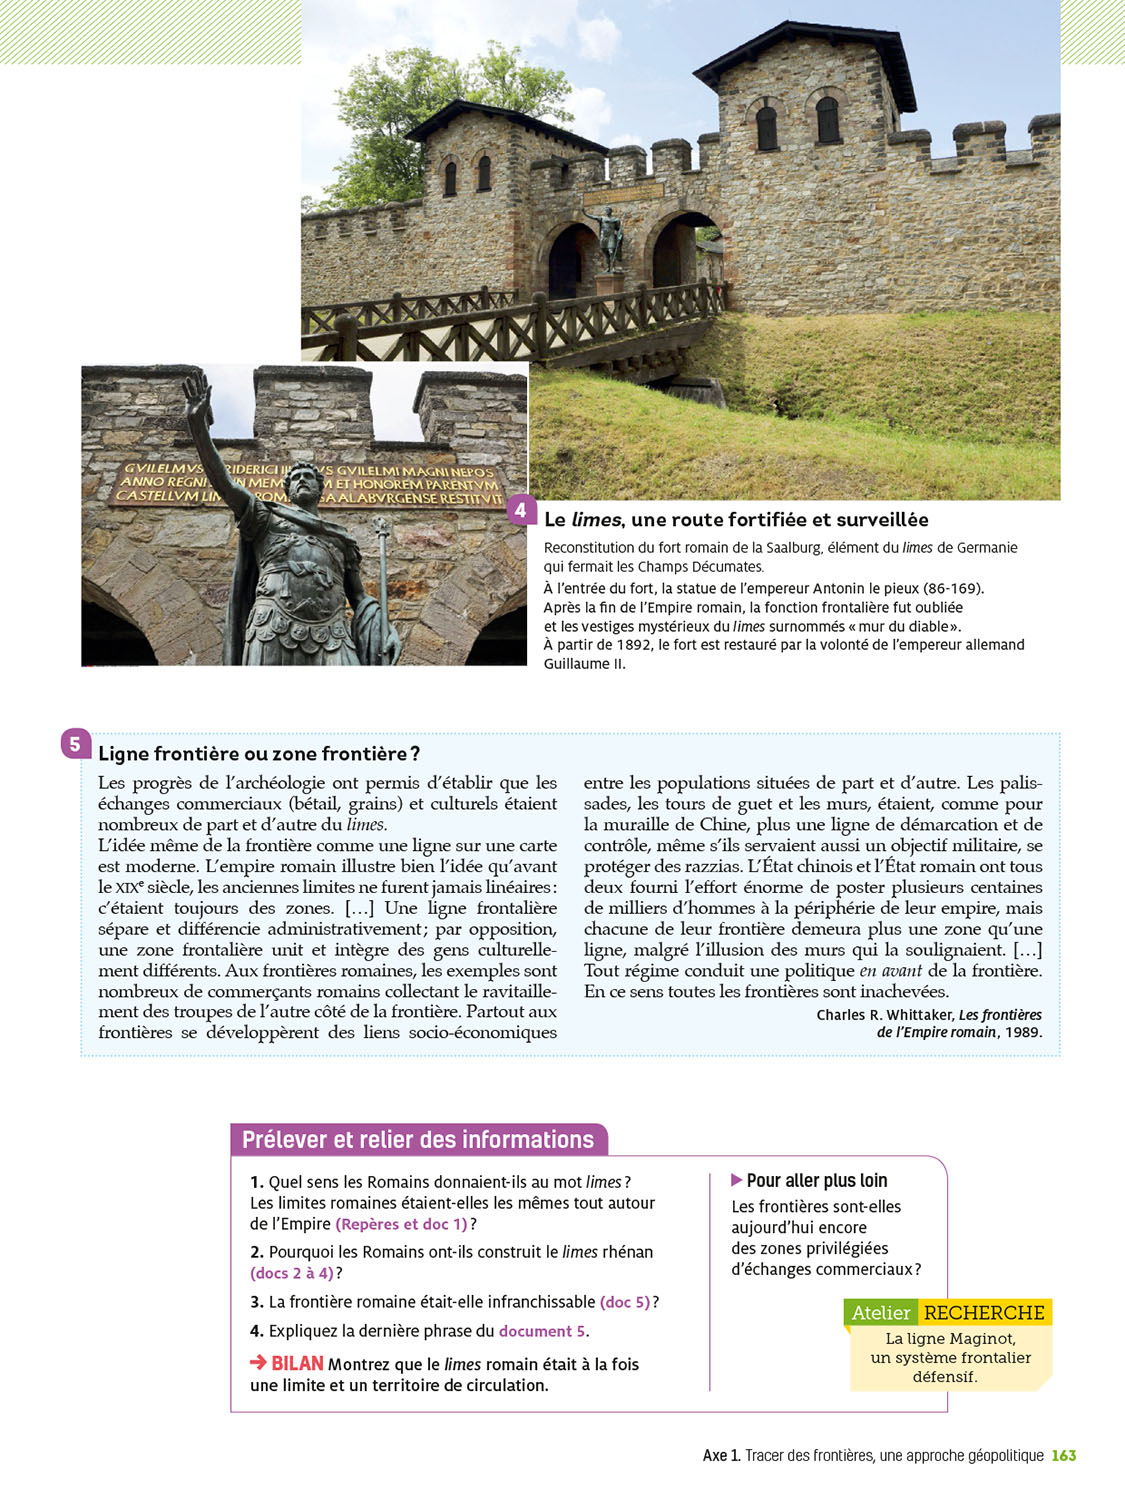 GVILELMVS RIDERICI III VS GVILELMI MAGNI NEPOS
ANNO REGNI IN MEM M ET HONOREM PARENTVM
CASTELLVM LIM ROM SAALABVRGENSE RESTITVIT
4
Le limes, une route fortifiée et surveillée
Reconstitution du fort romain de la Saalburg, élément du limes de Germanie
qui fermait les Champs Décumates.
À l’entrée du fort, la statue de l’empereur Antonin le pieux (86-169).
Après la fin de l’Empire romain, la fonction frontalière fut oubliée
et les vestiges mystérieux du limes surnommés « mur du diable ».
À partir de 1892, le fort est restauré par la volonté de l’empereur allemand
Guillaume II.
5
Ligne frontière ou zone frontière ?
Les progrès de l’archéologie ont permis d’établir que les
échanges commerciaux (bétail, grains) et culturels étaient
nombreux de part et d’autre du limes.
L’idée même de la frontière comme une ligne sur une carte
est moderne. L’empire romain illustre bien l’idée qu’avant
le XIXe siècle, les anciennes limites ne furent jamais linéaires :
c’étaient toujours des zones. […] Une ligne frontalière
sépare et différencie administrativement ; par opposition,
une zone frontalière unit et intègre des gens culturelle-
ment différents. Aux frontières romaines, les exemples sont
nombreux de commerçants romains collectant le ravitaille-
ment des troupes de l’autre côté de la frontière. Partout aux
frontières se développèrent des liens socio-économiques
entre les populations situées de part et d’autre. Les palis-
sades, les tours de guet et les murs, étaient, comme pour
la muraille de Chine, plus une ligne de démarcation et de
contrôle, même s’ils servaient aussi un objectif militaire, se
protéger des razzias. L’État chinois et l’État romain ont tous
deux fourni l’effort énorme de poster plusieurs centaines
de milliers d’hommes à la périphérie de leur empire, mais
chacune de leur frontière demeura plus une zone qu’une
ligne, malgré l’illusion des murs qui la soulignaient. […]
Tout régime conduit une politique en avant de la frontière.
En ce sens toutes les frontières sont inachevées.
Charles R. Whittaker, Les frontières
de l’Empire romain, 1989.
Prélever et relier des informations
1. Quel sens les Romains donnaient-ils au mot limes ?
Les limites romaines étaient-elles les mêmes tout autour
de l’Empire (Repères et doc 1) ?
2. Pourquoi les Romains ont-ils construit le limes rhénan
(docs 2 à 4) ?
3. La frontière romaine était-elle infranchissable (doc 5) ?
4. Expliquez la dernière phrase du document 5.
→ BILAN Montrez que le limes romain était à la fois
une limite et un territoire de circulation.
▶ Pour aller plus loin
Les frontières sont-elles
aujourd’hui encore
des zones privilégiées
d’échanges commerciaux ?
Atelier RECHERCHE
La ligne Maginot,
un système frontalier
défensif.
Axe 1. Tracer des frontières, une approche géopolitique 163